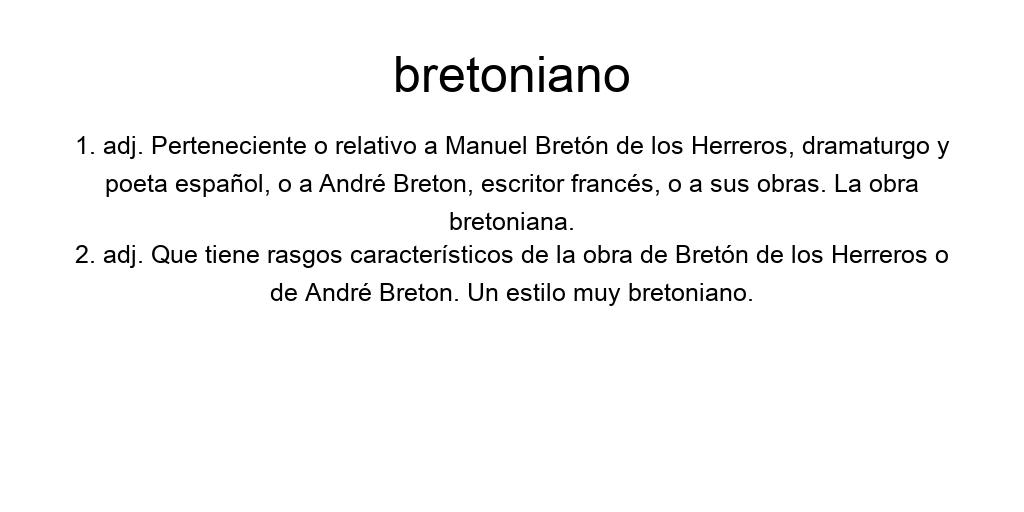 bretoniano
1. adj. Perteneciente o relativo a Manuel Bretón de los Herreros, dramaturgo y
poeta español, o a André Breton, escritor francés, o a sus obras. La obra
bretoniana.
2. adj. Que tiene rasgos característicos de la obra de Bretón de los Herreros o
de André Breton. Un estilo muy bretoniano.